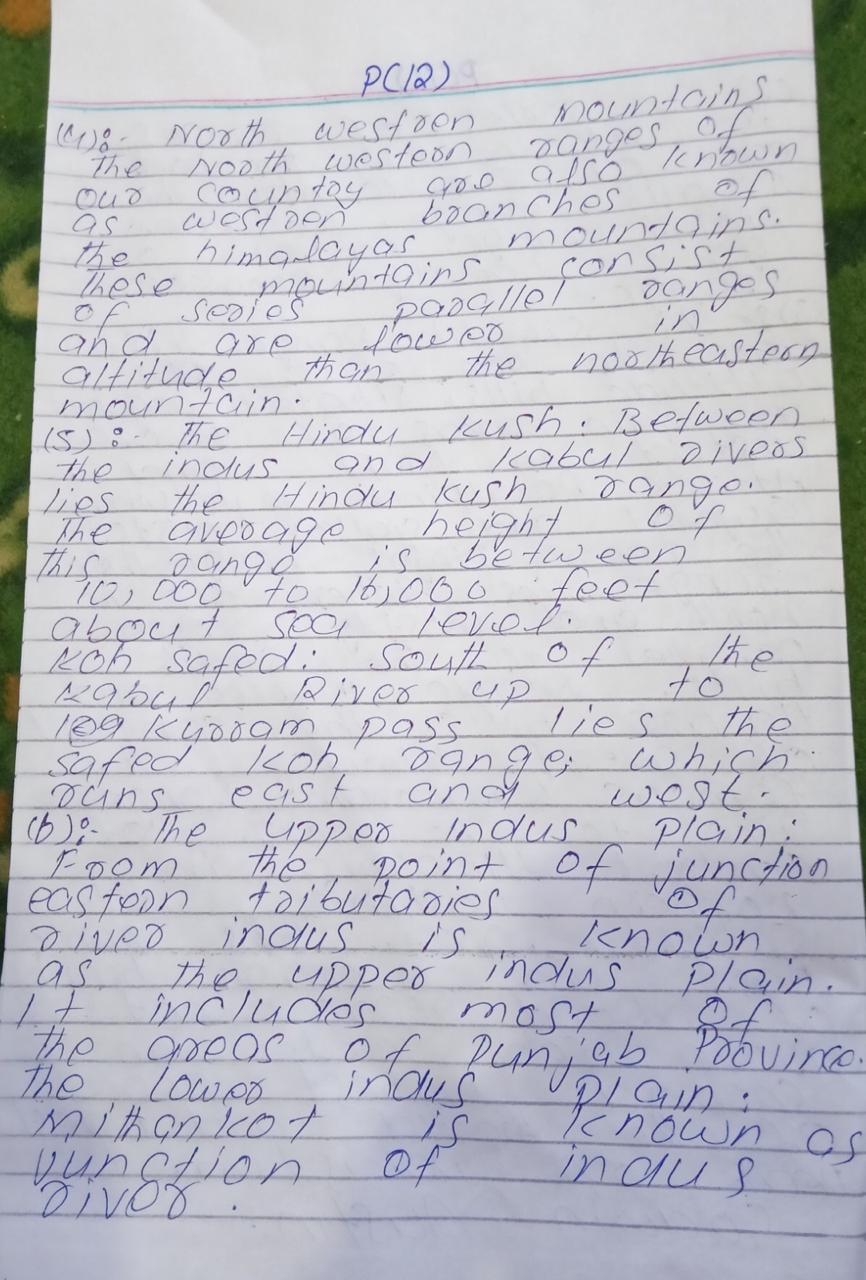 P(12)
(4):- North westren mountains
The North western ranges of
our country are also known
as westren branches of
the himalayas mountains.
these mountains consist
of series parallel ranges
and are lower in
altitude than the northeastern
mountain.
(5):- The Hindu Kush. Between
the indus and Kabul rivers
lies the Hindu Kush range.
The average height of
this range is between
10,000 to 16,000 feet
about sea level.
Koh safed: South of the
Kabul River up to
Kurram pass lies the
safed Koh range; which
runs east and west.
(6):- The Upper Indus Plain:
From the point of junction
eastern tributaries of
river indus is known
as the upper indus plain.
It includes most of
the areas of Punjab Province.
The lower indus plain:
Mithankot is known as
Junction of indus
river.